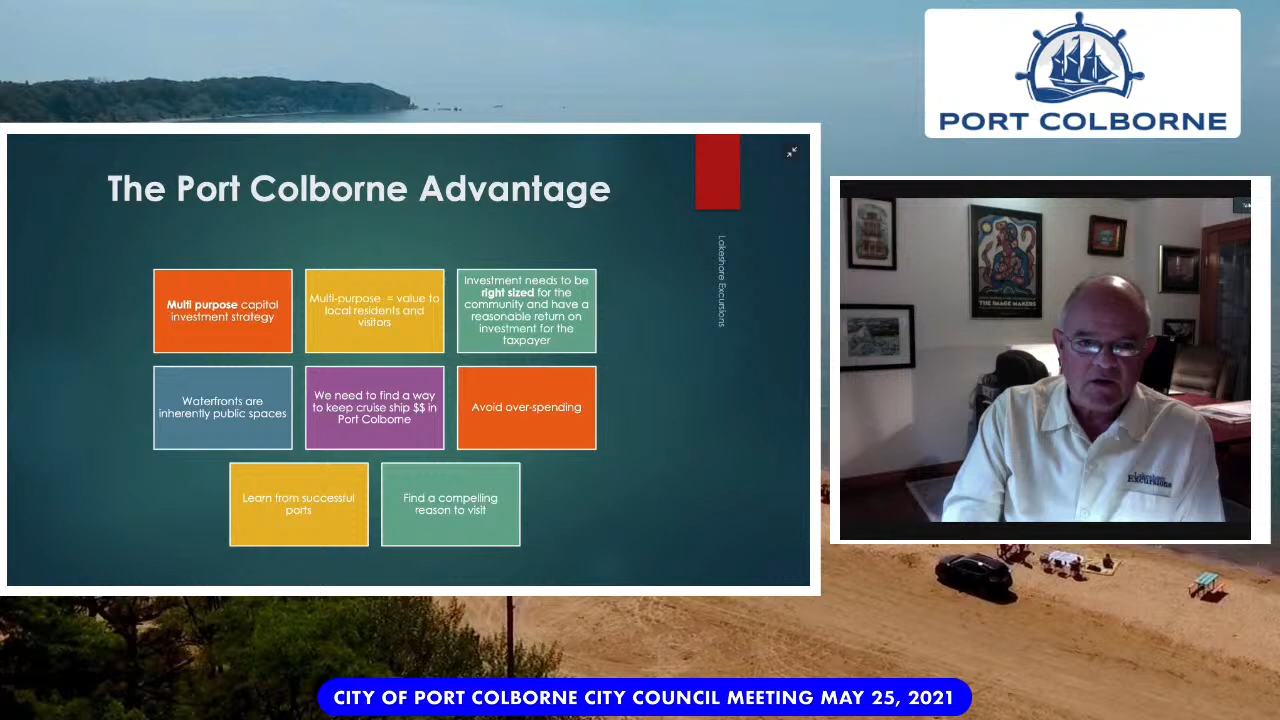 PORT COLBORNE
The Port Colborne Advantage
Lakeshore Excursions
Multi purpose capital
investment strategy
Multi-purpose = value to
local residents and
visitors
Investment needs to be
right sized for the
community and have a
reasonable return on
investment for the
taxpayer
Waterfronts are
inherently public spaces
We need to find a way
to keep cruise ship $$ in
Port Colborne
Avoid over-spending
Learn from successful
ports
Find a compelling
reason to visit
THE IMAGE MAKERS
Lakeshore
Excursions
CITY OF PORT COLBORNE CITY COUNCIL MEETING MAY 25, 2021